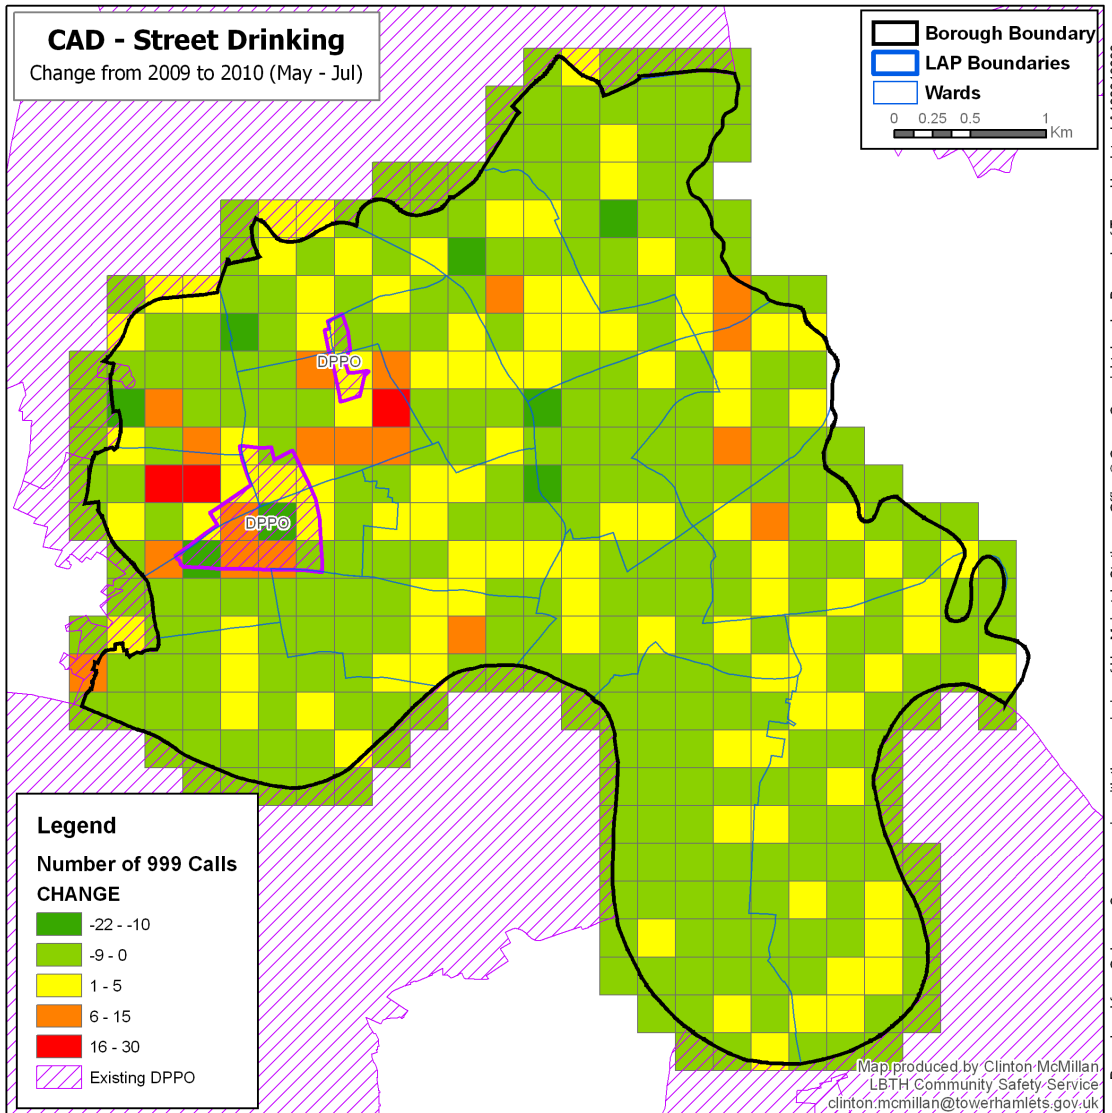 CAD - Street Drinking
Change from 2009 to 2010 (May - Jul)
Borough Boundary
LAP Boundaries
Wards
0 0.25 0.5 1
Km
DPPO
DPPO
Legend
Number of 999 Calls
CHANGE
-22 - -10
-9 - 0
1 - 5
6 - 15
16 - 30
Existing DPPO
Map produced by Clinton McMillan
LBTH Community Safety Service
clinton.mcmillan@towerhamlets.gov.uk